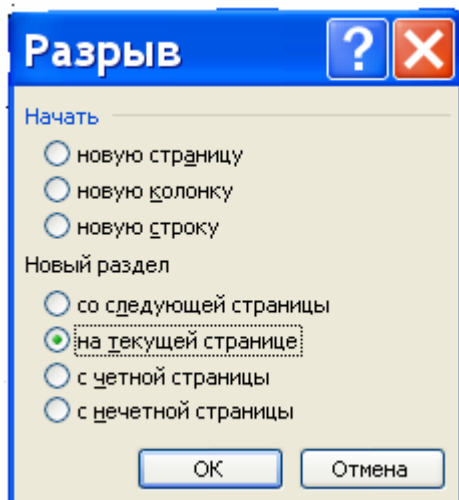 Разрыв
Начать
новую страницу
новую колонку
новую строку
Новый раздел
со следующей страницы
на текущей странице
с четной страницы
с нечетной страницы
ОК Отмена